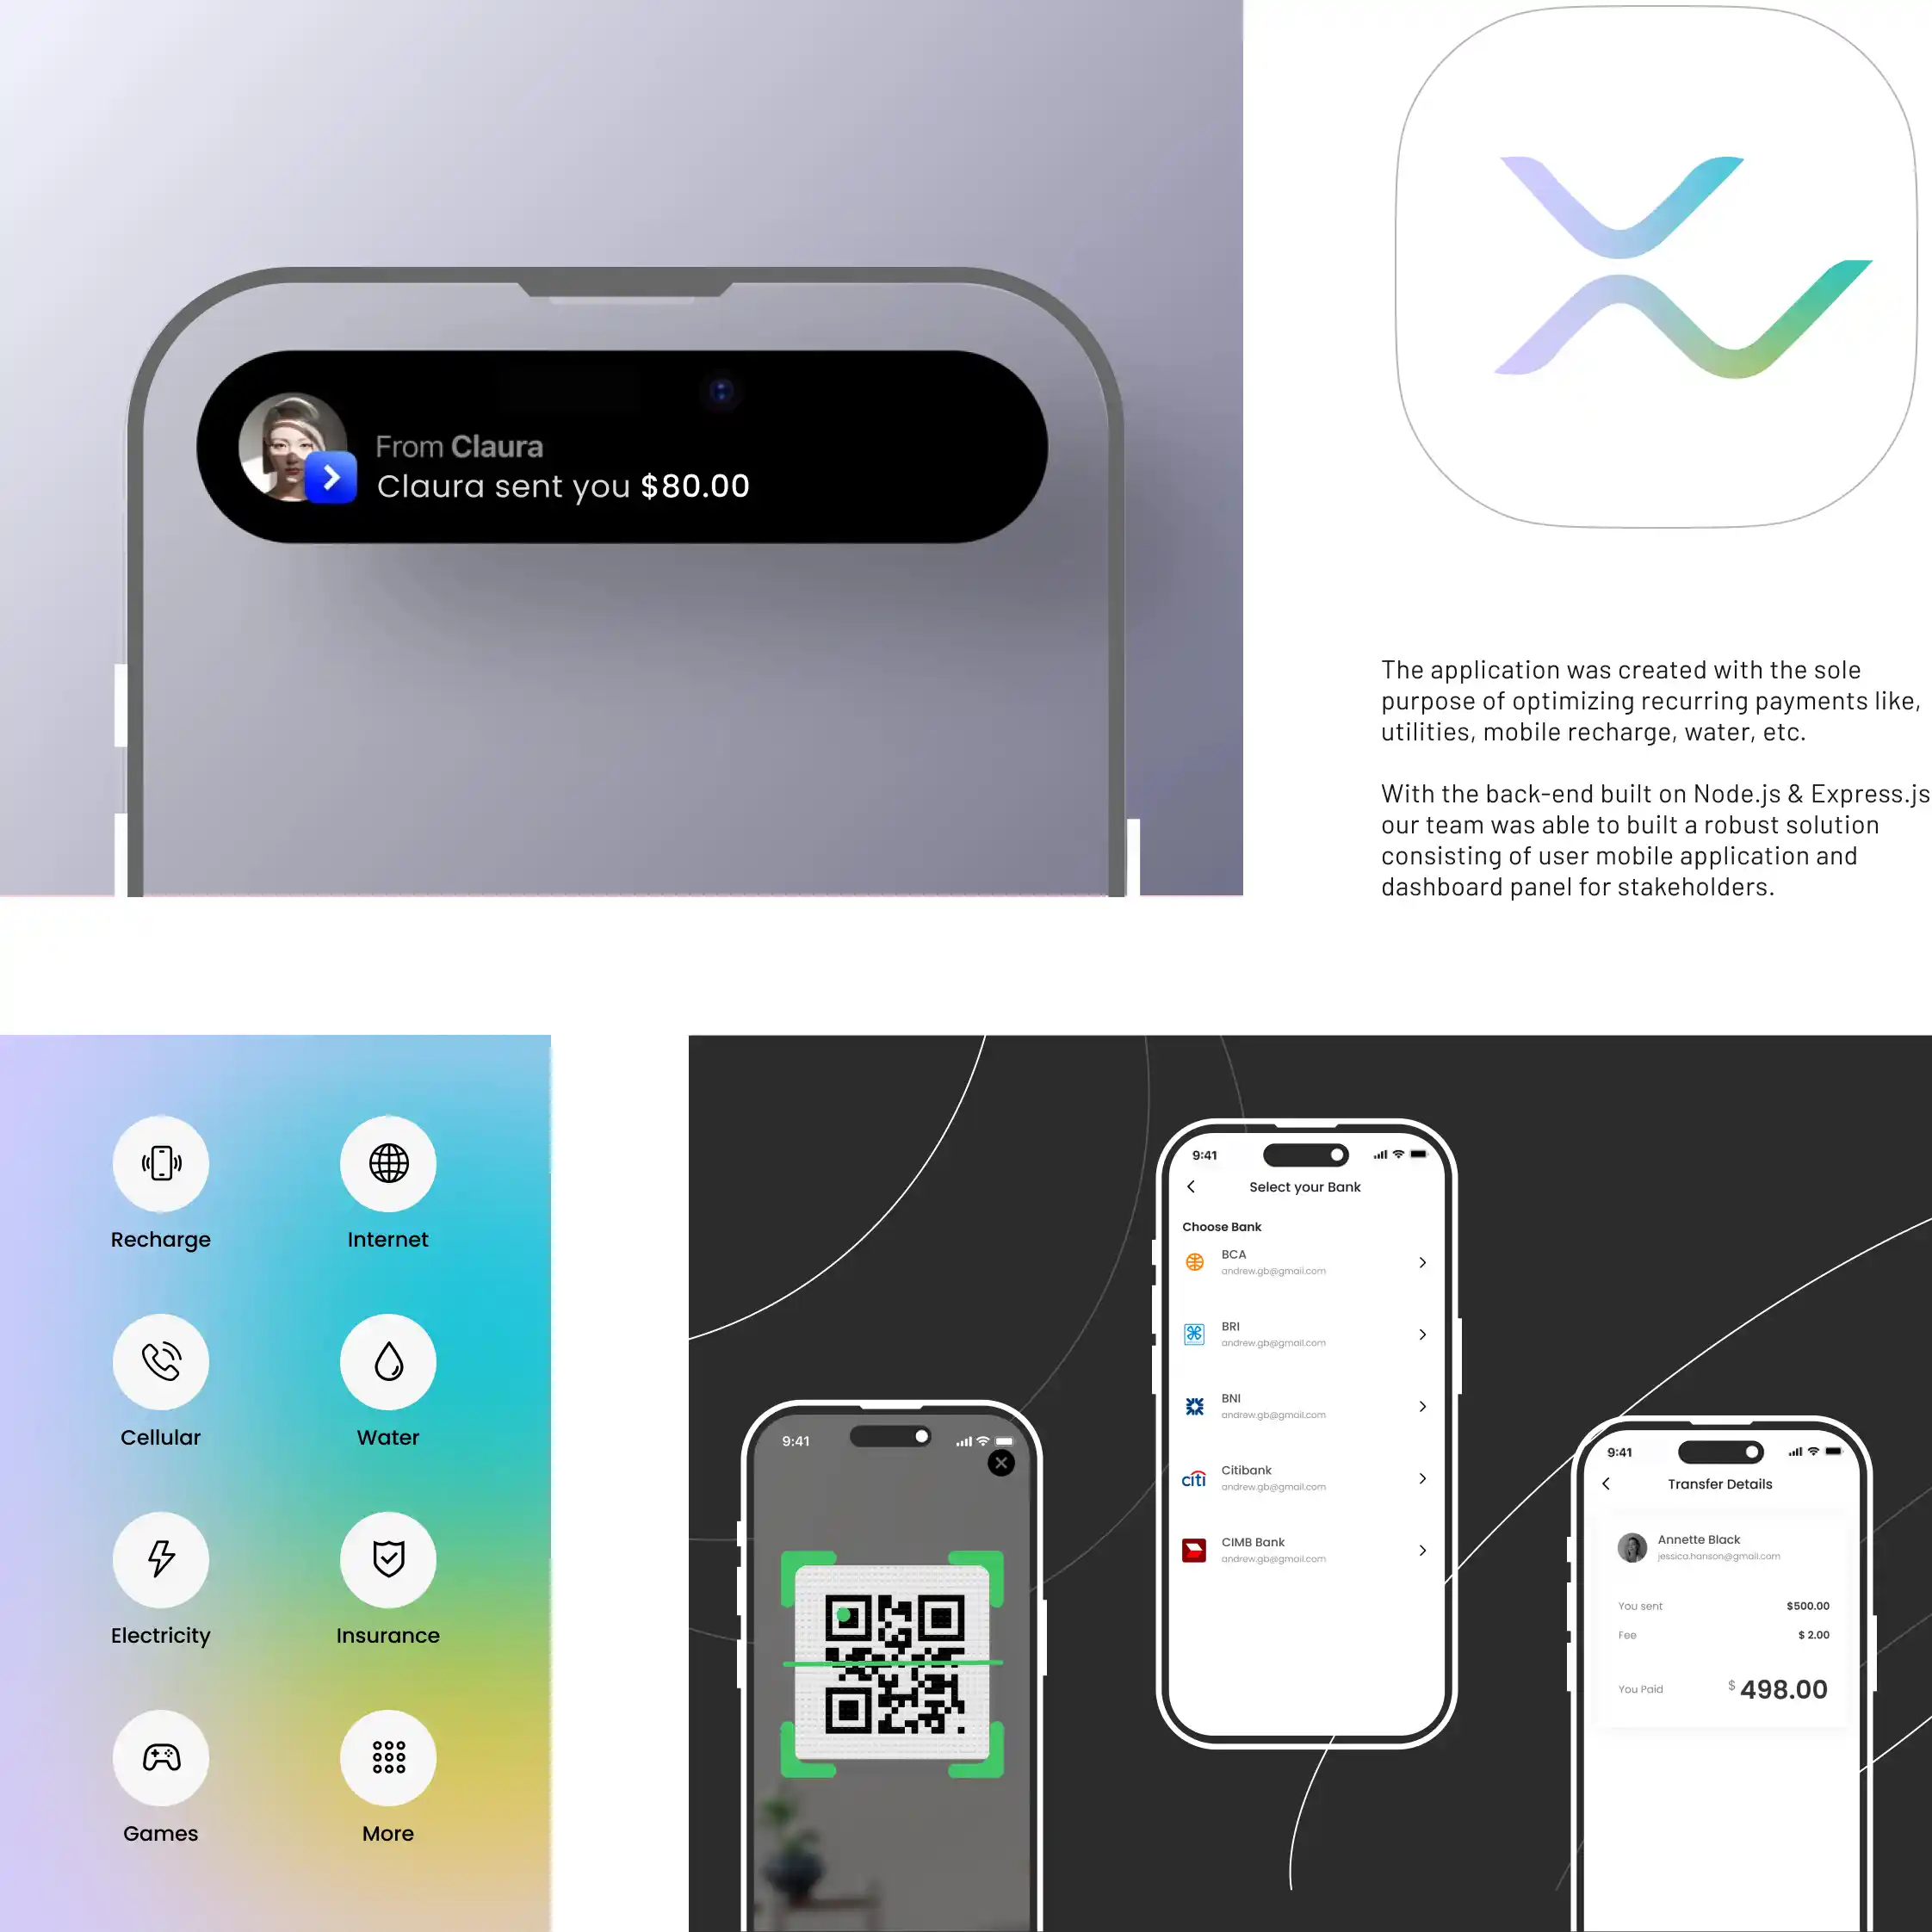 From Claura
Claura sent you $80.00
The application was created with the sole
purpose of optimizing recurring payments like,
utilities, mobile recharge, water, etc.
With the back-end built on Node.js & Express.js
our team was able to built a robust solution
consisting of user mobile application and
dashboard panel for stakeholders.
Recharge
Internet
Cellular
Water
Electricity
Insurance
Games
More
9:41
9:41
Select your Bank
Choose Bank
BCA
andrew.gb@gmail.com
BRI
andrew.gb@gmail.com
BNI
andrew.gb@gmail.com
citi
Citibank
andrew.gb@gmail.com
CIMB Bank
andrew.gb@gmail.com
9:41
Transfer Details
Annette Black
jessica.hanson@gmail.com
You sent $500.00
Fee $ 2.00
You Paid $ 498.00